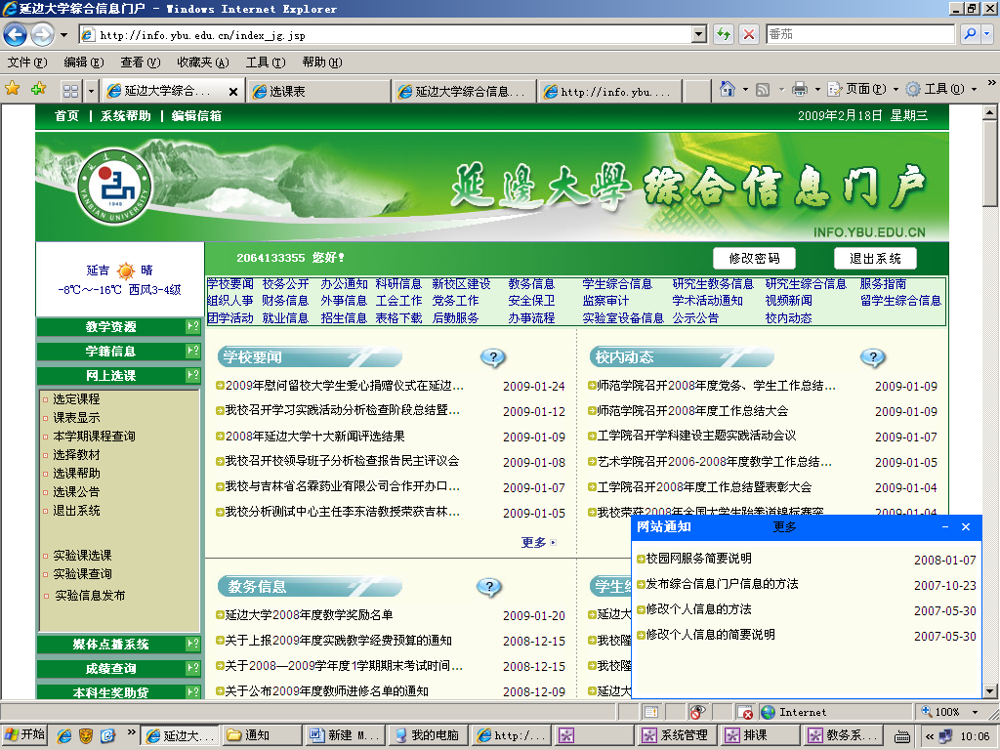 延边大学综合信息门户 - Windows Internet Explorer
http://info.ybu.edu.cn/index_jg.jsp
番茄
文件(F) 编辑(E) 查看(V) 收藏夹(A) 工具(T) 帮助(H)
延边大学综合... 选课表 延边大学综合信息... http://info.ybu.... 页面(P) 工具(O)
首页 | 系统帮助 | 编辑信箱 2009年2月18日 星期三
延邊大學 综合信息门户
YANBIAN UNIVERSITY
1949
INFO.YBU.EDU.CN
延吉 晴
-8℃～-16℃ 西风3-4级
2064133355 您好! 修改密码 退出系统
学校要闻 校务公开 办公通知 科研信息 新校区建设 教务信息 学生综合信息 研究生教务信息 研究生综合信息 服务指南
组织人事 财务信息 外事信息 工会工作 党务工作 安全保卫 监察审计 学术活动通知 视频新闻 留学生综合信息
团学活动 就业信息 招生信息 表格下载 后勤服务 办事流程 实验室设备信息 公示公告 校内动态
教学资源
学籍信息
网上选课
选定课程
课表显示
本学期课程查询
选择教材
选课帮助
选课公告
退出系统
实验课选课
实验课查询
实验信息发布
媒体点播系统
成绩查询
本科生奖助贷
学校要闻
2009年慰问留校大学生爱心捐赠仪式在延边... 2009-01-24
我校召开学习实践活动分析检查阶段总结暨... 2009-01-12
2008年延边大学十大新闻评选结果 2009-01-09
我校召开校领导班子分析检查报告民主评议会 2009-01-08
我校与吉林省名霖药业有限公司合作开办口... 2009-01-07
我校分析测试中心主任李东浩教授荣获吉林... 2009-01-05
更多
校内动态
师范学院召开2008年度党务、学生工作总结... 2009-01-09
师范学院召开2008年度工作总结大会 2009-01-09
工学院召开学科建设主题实践活动会议 2009-01-07
艺术学院召开2006-2008年度教学工作总结... 2009-01-05
工学院召开2008年度工作总结暨表彰大会 2009-01-04
我校荣获2008年全国大学生跆拳道锦标赛突 2009-01-04
教务信息
延边大学2008年度教学奖励名单 2009-01-20
关于上报2009年度实践教学经费预算的通知 2008-12-15
关于2008—2009学年度1学期期末考试时间... 2008-12-15
关于公布2009年度教师进修名单的通知 2008-12-09
学生综
延边大
我校隆
我校隆
延边大
网站通知 更多
校园网服务简要说明 2008-01-07
发布综合信息门户信息的方法 2007-10-23
修改个人信息的方法 2007-05-30
修改个人信息的简要说明 2007-05-30
Internet 100%
开始 延边大... 通知 新建 M... 我的电脑 http:/... 系统管理 排课 教务系... 10:06